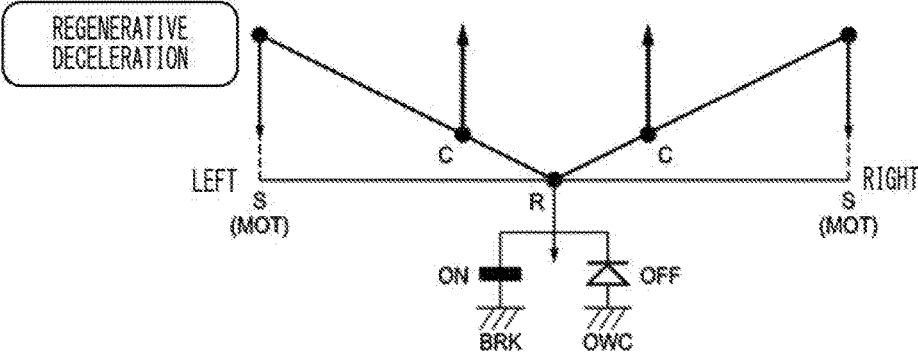 REGENERATIVE
DECELERATION
C
C
LEFT
RIGHT
S
(MOT)
R
S
(MOT)
ON
OFF
BRK
OWC